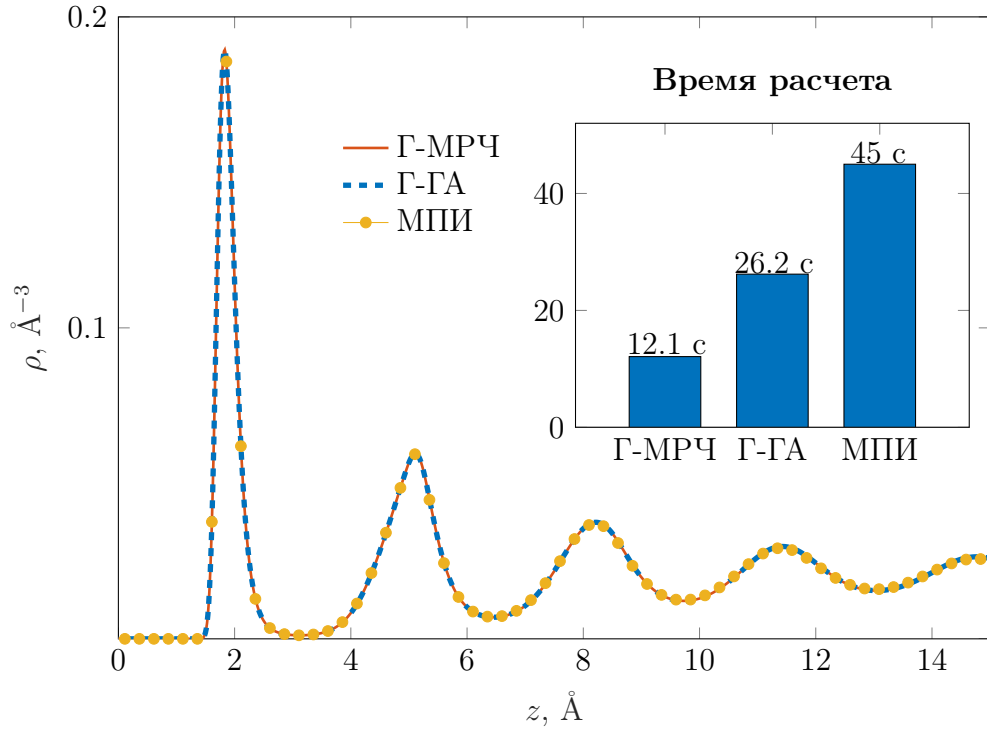 0.2
0.1
ρ, Å⁻³
0 2 4 6 8 10 12 14
z, Å
Г-МРЧ
Г-ГА
МПИ
Время расчета
40
20
0
12.1 с
26.2 с
45 с
Г-МРЧ Г-ГА МПИ